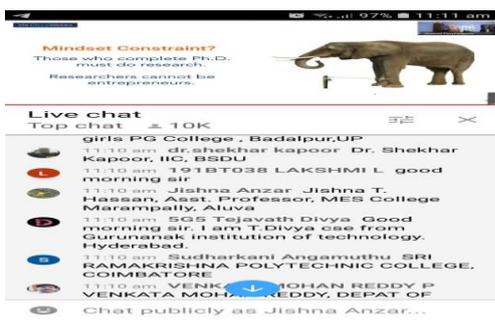 97% 11:11 am
Mindset Constraint?
Those who complete Ph.D.
must do research.
Researchers cannot be
entrepreneurs.
Live chat
Top chat 10K
girls PG College , Badalpur,UP
11:10 am dr.shekhar kapoor Dr. Shekhar
Kapoor, IIC, BSDU
L 11:10 am 191BT038 LAKSHMI L good
morning sir
11:10 am Jishna Anzar Jishna T.
Hassan, Asst. Professor, MES College
Marampally, Aluva
11:10 am 5G5 Tejavath Divya Good
morning sir. I am T.Divya cse from
Gurunanak institution of technology.
Hyderabad.
S 11:10 am Sudharkani Angamuthu SRI
RAMAKRISHNA POLYTECHNIC COLLEGE,
COIMBATORE
11:10 am MOHAN REDDY P
VENKATA REDDY, DEPAT OF
Chat publicly as Jishna Anzar...